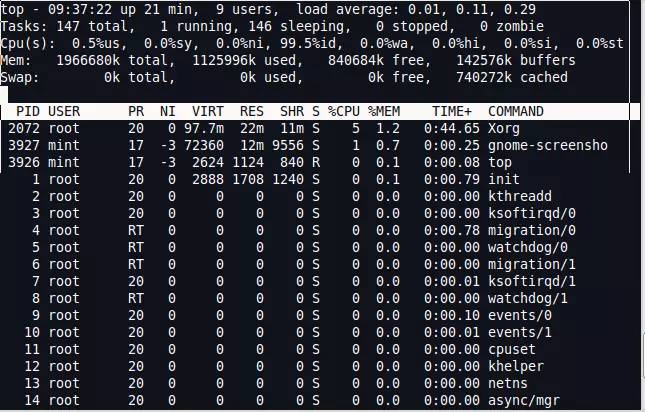 top - 09:37:22 up 21 min,  9 users,  load average: 0.01, 0.11, 0.29
Tasks: 147 total,   1 running, 146 sleeping,   0 stopped,   0 zombie
Cpu(s):  0.5%us,  0.0%sy,  0.0%ni, 99.5%id,  0.0%wa,  0.0%hi,  0.0%si,  0.0%st
Mem:   1966680k total,  1125996k used,   840684k free,   142576k buffers
Swap:        0k total,        0k used,        0k free,   740272k cached
PID USER      PR  NI  VIRT  RES  SHR S %CPU %MEM    TIME+  COMMAND
2072 root      20   0 97.7m  22m  11m S    5  1.2   0:44.65 Xorg
3927 mint      17  -3 72360  12m 9556 S    1  0.7   0:00.25 gnome-screensho
3926 mint      17  -3  2624 1124  840 R    0  0.1   0:00.08 top
1 root      20   0  2888 1708 1240 S    0  0.1   0:00.79 init
2 root      20   0     0    0    0 S    0  0.0   0:00.00 kthreadd
3 root      20   0     0    0    0 S    0  0.0   0:00.00 ksoftirqd/0
4 root      RT   0     0    0    0 S    0  0.0   0:00.78 migration/0
5 root      RT   0     0    0    0 S    0  0.0   0:00.00 watchdog/0
6 root      RT   0     0    0    0 S    0  0.0   0:00.00 migration/1
7 root      20   0     0    0    0 S    0  0.0   0:00.01 ksoftirqd/1
8 root      RT   0     0    0    0 S    0  0.0   0:00.00 watchdog/1
9 root      20   0     0    0    0 S    0  0.0   0:00.10 events/0
10 root      20   0     0    0    0 S    0  0.0   0:00.01 events/1
11 root      20   0     0    0    0 S    0  0.0   0:00.00 cpuset
12 root      20   0     0    0    0 S    0  0.0   0:00.00 khelper
13 root      20   0     0    0    0 S    0  0.0   0:00.00 netns
14 root      20   0     0    0    0 S    0  0.0   0:00.00 async/mgr